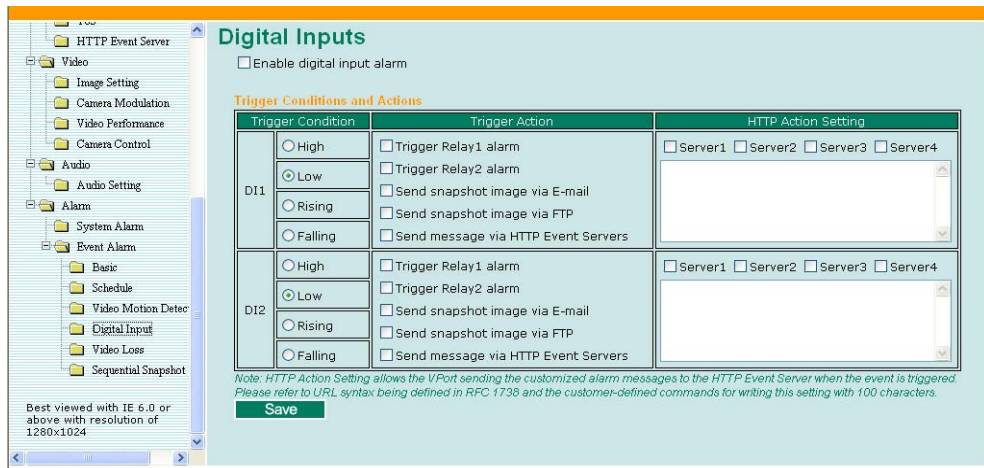 HTTP Event Server
Video
Image Setting
Camera Modulation
Video Performance
Camera Control
Audio
Audio Setting
Alarm
System Alarm
Event Alarm
Basic
Schedule
Video Motion Detec
Digital Input
Video Loss
Sequential Snapshot
Best viewed with IE 6.0 or
above with resolution of
1280x1024
Digital Inputs
Enable digital input alarm
Trigger Conditions and Actions
Trigger Condition Trigger Action HTTP Action Setting
DI1
High
Low
Rising
Falling
Trigger Relay1 alarm
Trigger Relay2 alarm
Send snapshot image via E-mail
Send snapshot image via FTP
Send message via HTTP Event Servers
Server1 Server2 Server3 Server4
DI2
High
Low
Rising
Falling
Trigger Relay1 alarm
Trigger Relay2 alarm
Send snapshot image via E-mail
Send snapshot image via FTP
Send message via HTTP Event Servers
Server1 Server2 Server3 Server4
Note: HTTP Action Setting allows the VPort sending the customized alarm messages to the HTTP Event Server when the event is triggered.
Please refer to URL syntax being defined in RFC 1738 and the customer-defined commands for writing this setting with 100 characters.
Save